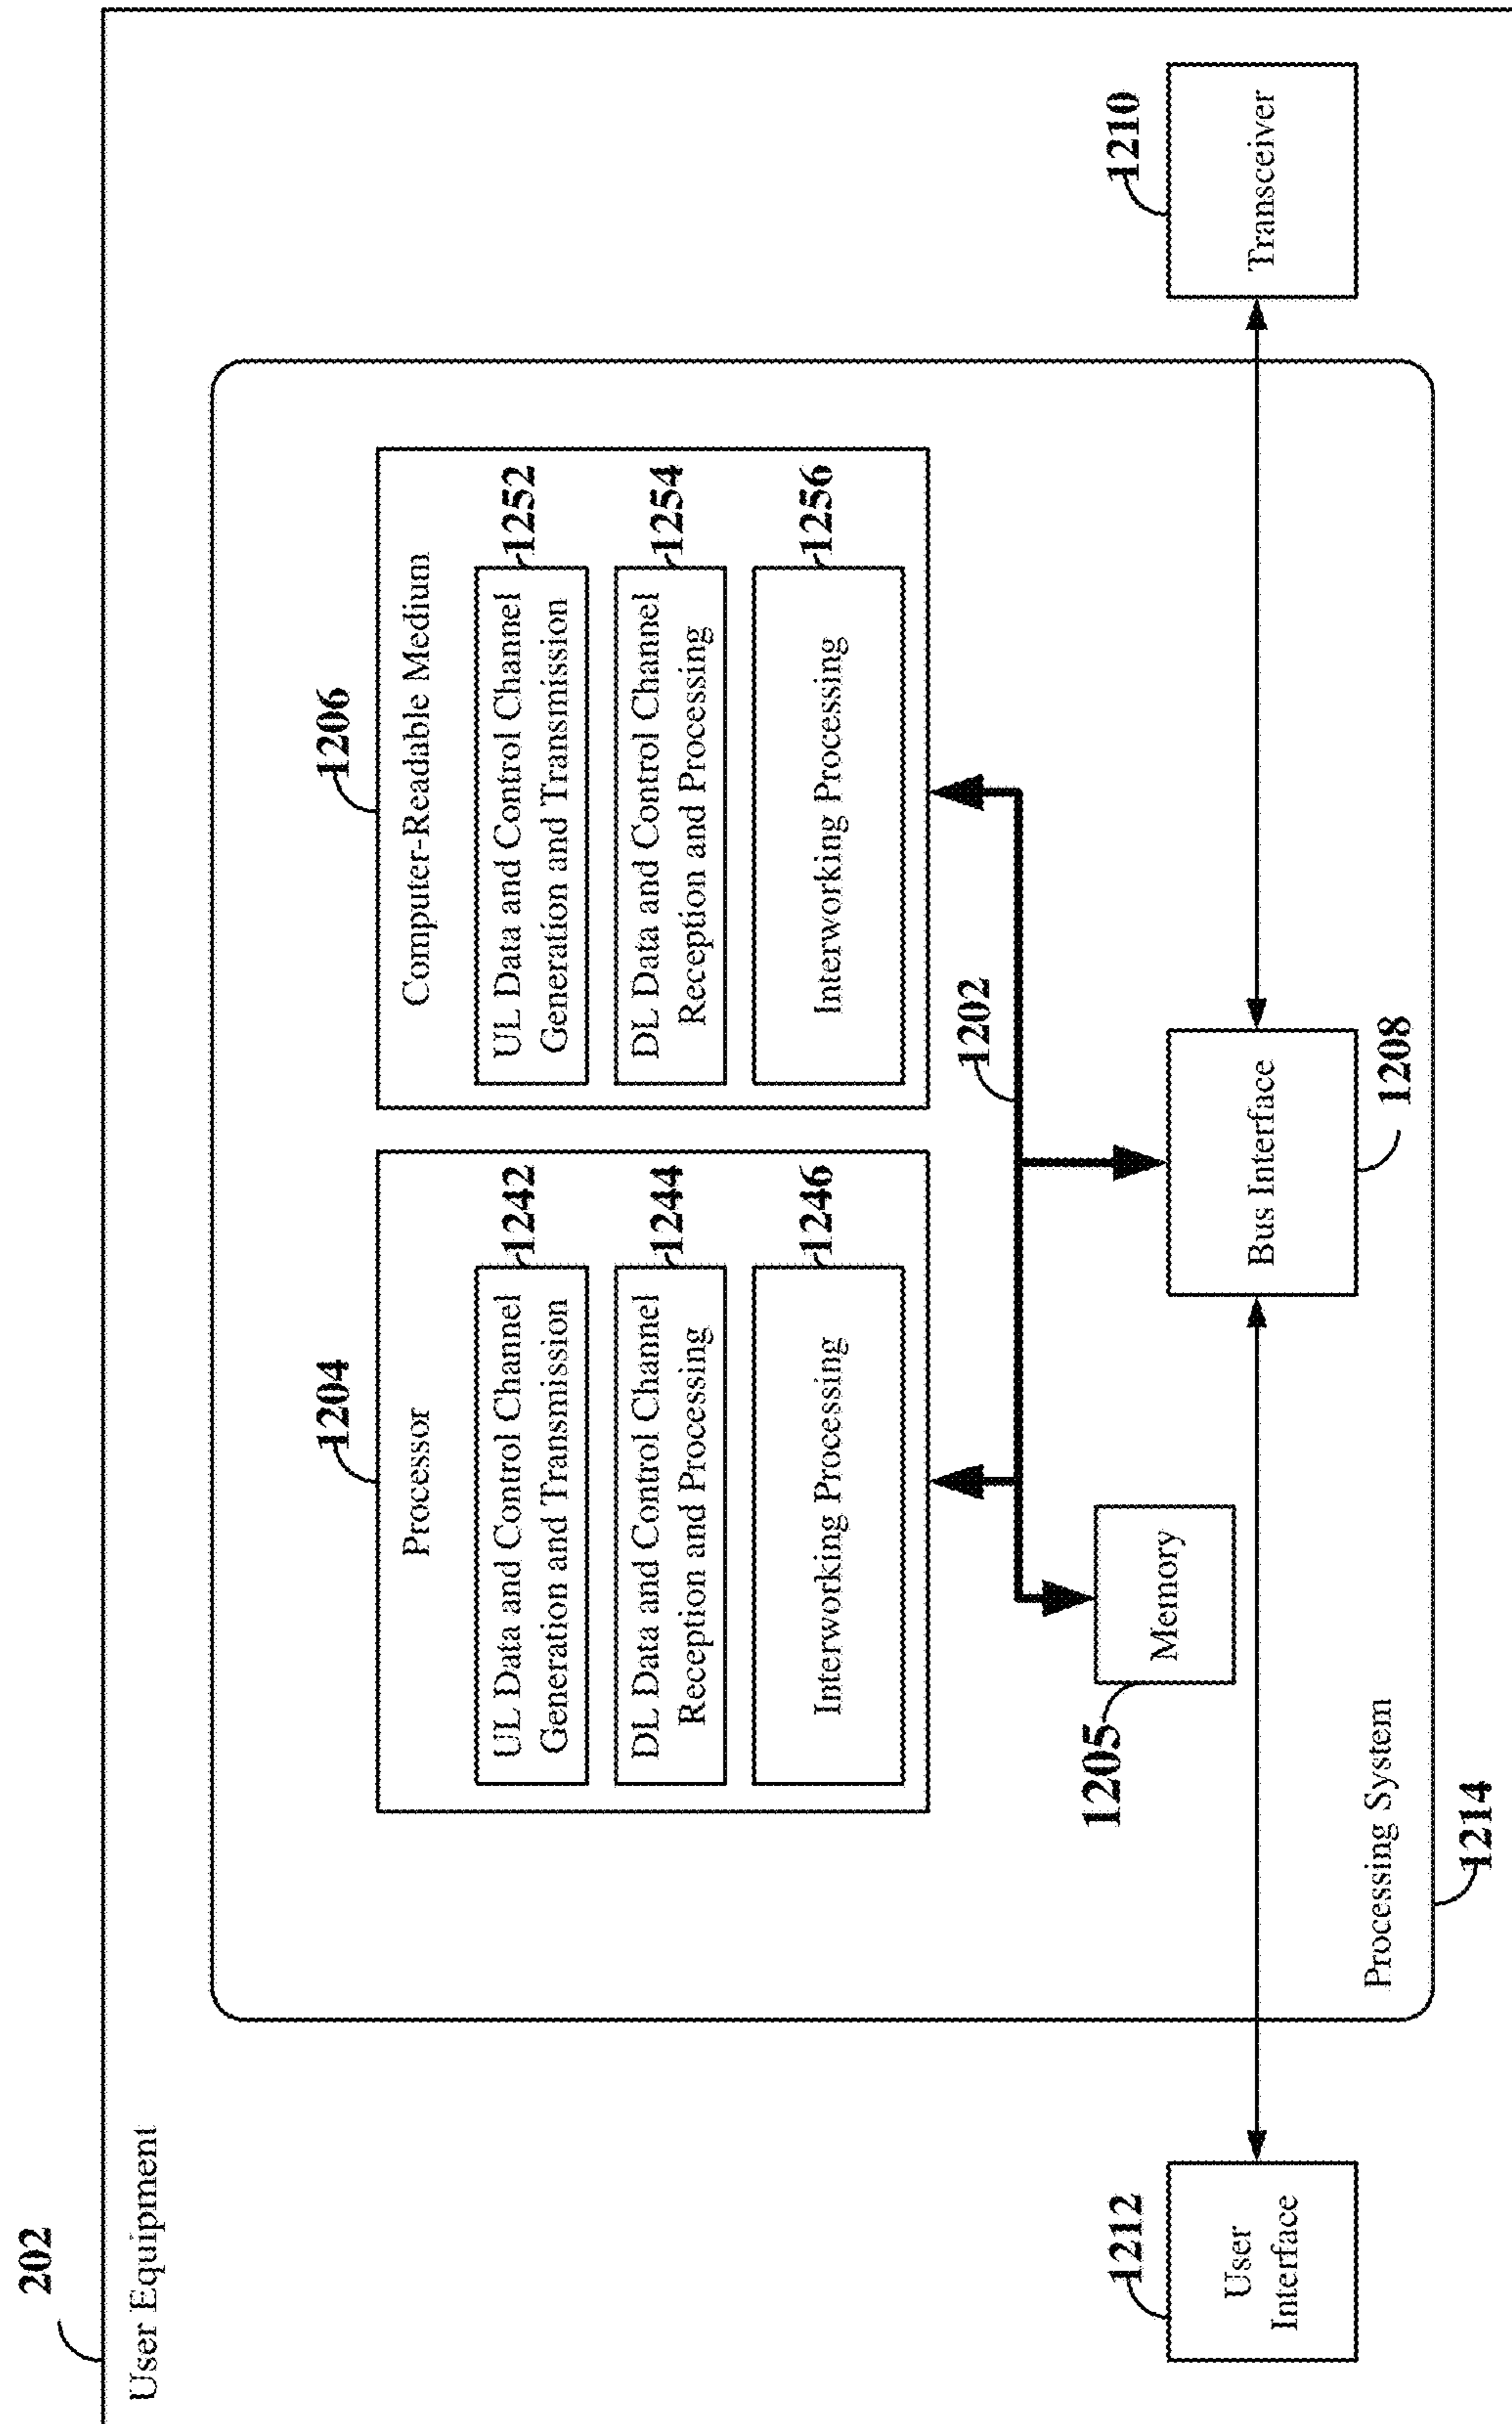 202
User Equipment
1204
Processor
UL Data and Control Channel
Generation and Transmission
1242
DL Data and Control Channel
Reception and Processing
1244
Interworking Processing
1246
1206
Computer-Readable Medium
UL Data and Control Channel
Generation and Transmission
1252
DL Data and Control Channel
Reception and Processing
1254
Interworking Processing
1256
1202
1205
Memory
1212
User
Interface
Bus Interface
1208
1210
Transceiver
Processing System
1214